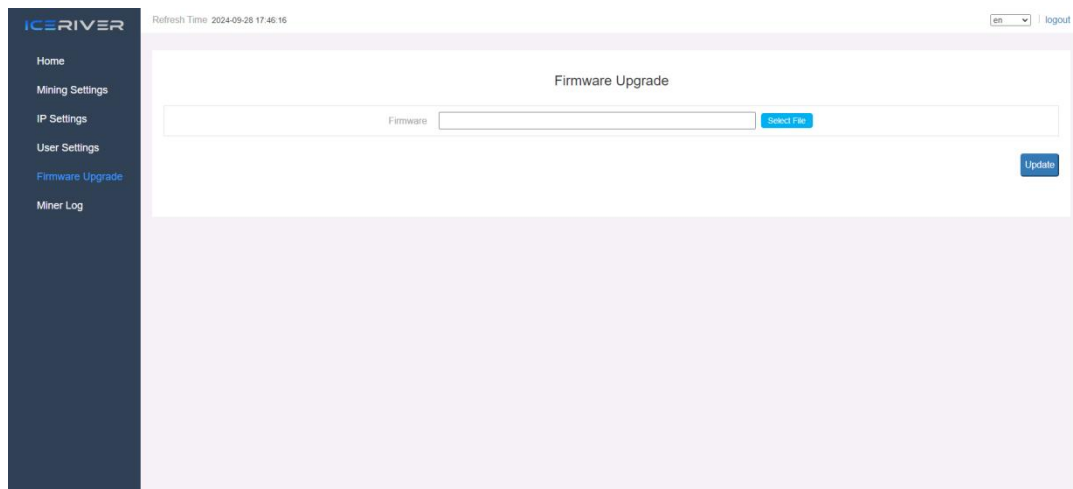 ICERIVER
Refresh Time 2024-09-28 17:46:16
en
logout
Home
Mining Settings
IP Settings
User Settings
Firmware Upgrade
Miner Log
Firmware Upgrade
Firmware
Select File
Update